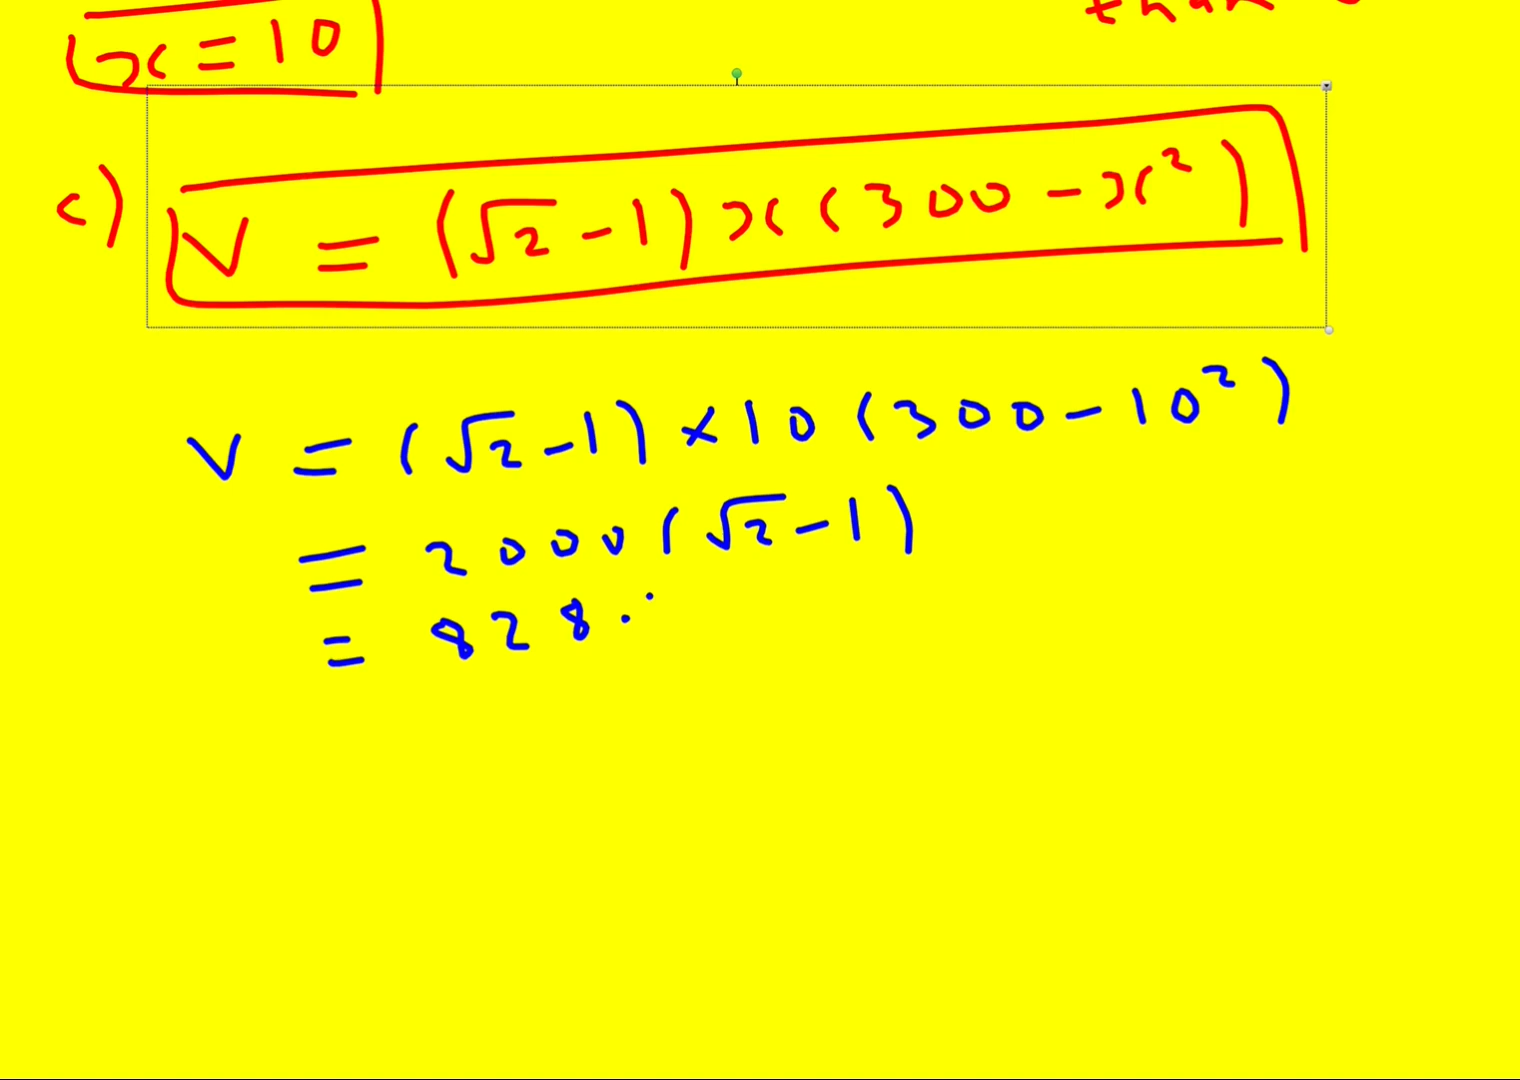 x = 10
c) V = (√2 - 1) x (300 - x²)
V = (√2 - 1) × 10 (300 - 10²)
= 2000 (√2 - 1)
= 828.